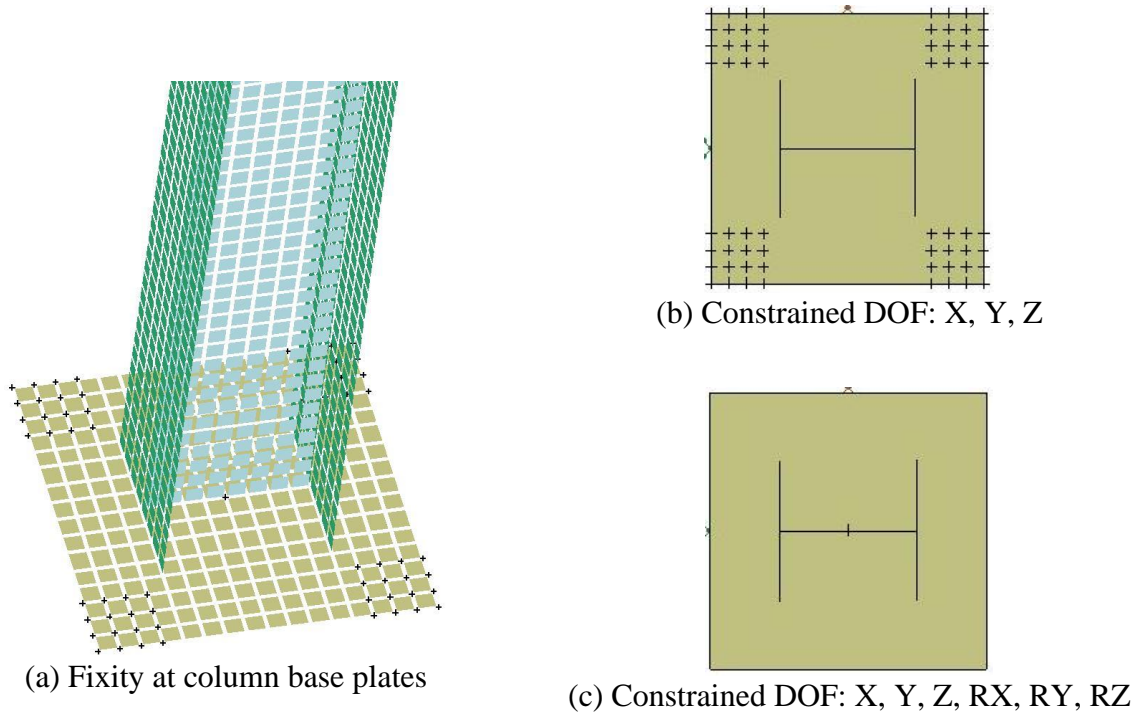 (a) Fixity at column base plates
(b) Constrained DOF: X, Y, Z
(c) Constrained DOF: X, Y, Z, RX, RY, RZ